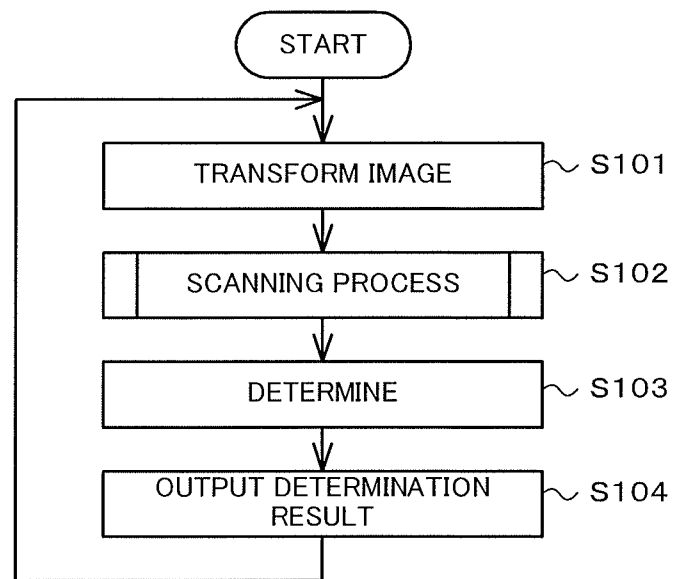 START
TRANSFORM IMAGE
S101
SCANNING PROCESS
S102
DETERMINE
S103
OUTPUT DETERMINATION
RESULT
S104